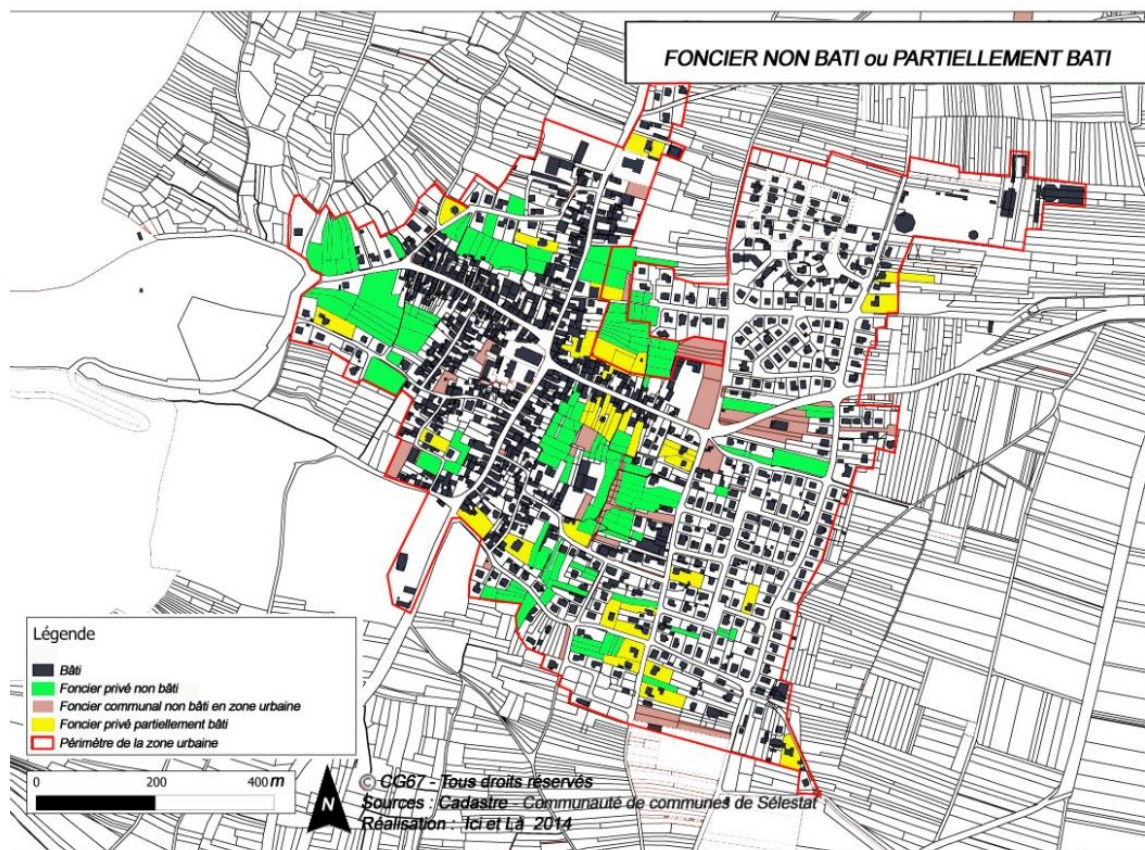 FONCIER NON BATI ou PARTIELLEMENT BATI
Légende
Bâti
Foncier privé non bâti
Foncier communal non bâti en zone urbaine
Foncier privé partiellement bâti
Périmètre de la zone urbaine
0 200 400 m
N
© CG67 - Tous droits réservés
Sources : Cadastre - Communauté de communes de Sélestat
Réalisation : Ici et Là 2014